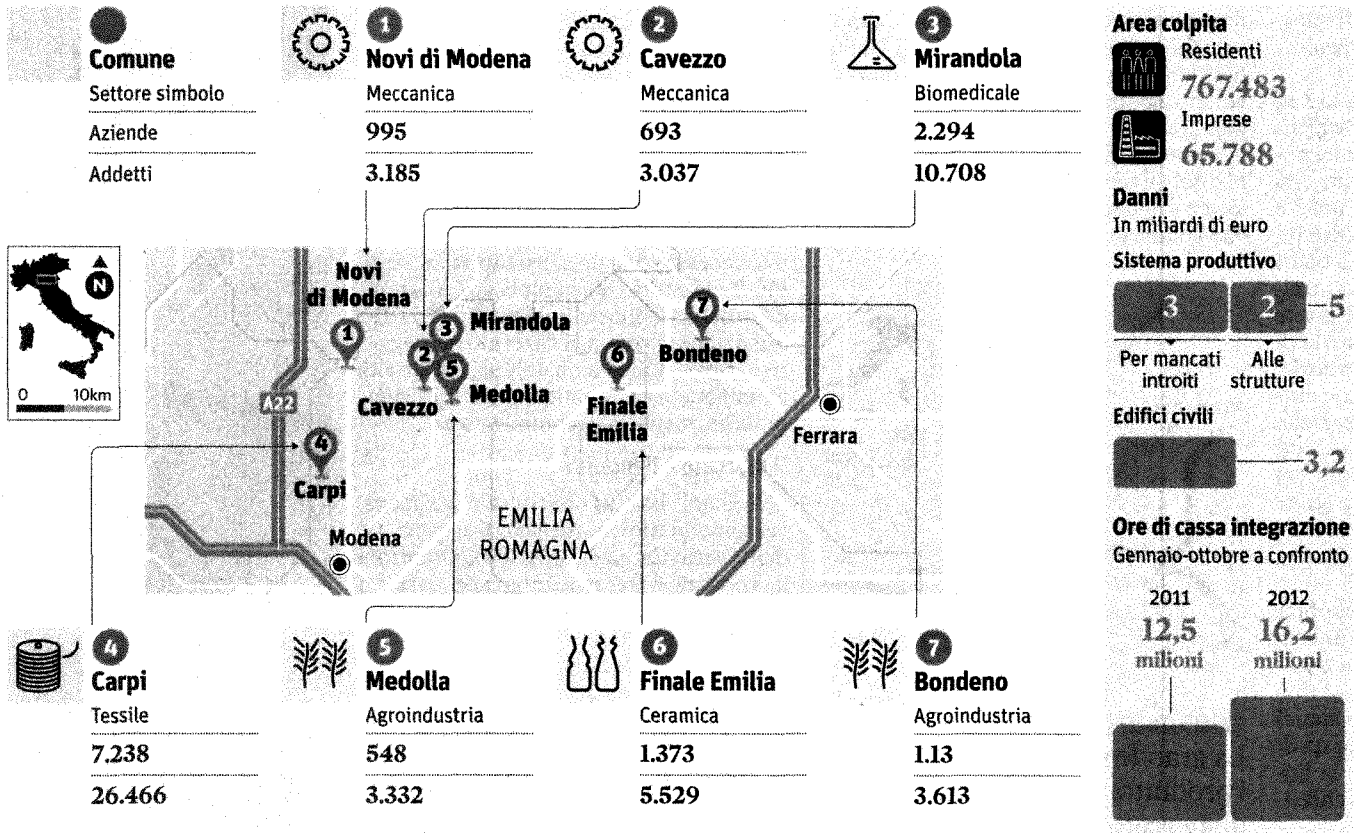 Comune
Settore simbolo
Aziende
Addetti
1
Novi di Modena
Meccanica
995
3.185
2
Cavezzo
Meccanica
693
3.037
3
Mirandola
Biomedicale
2.294
10.708
N
0 10km
Novi
di Modena
1
3
Mirandola
2
5
Cavezzo
Medolla
A22
4
Carpi
Modena
EMILIA
ROMAGNA
6
Finale
Emilia
7
Bondeno
Ferrara
4
Carpi
Tessile
7.238
26.466
5
Medolla
Agroindustria
548
3.332
6
Finale Emilia
Ceramica
1.373
5.529
7
Bondeno
Agroindustria
1.13
3.613
Area colpita
Residenti
767.483
Imprese
65.788
Danni
In miliardi di euro
Sistema produttivo
3 2 5
Per mancati
introiti
Alle
strutture
Edifici civili
3,2
Ore di cassa integrazione
Gennaio-ottobre a confronto
2011
12,5
milioni
2012
16,2
milioni